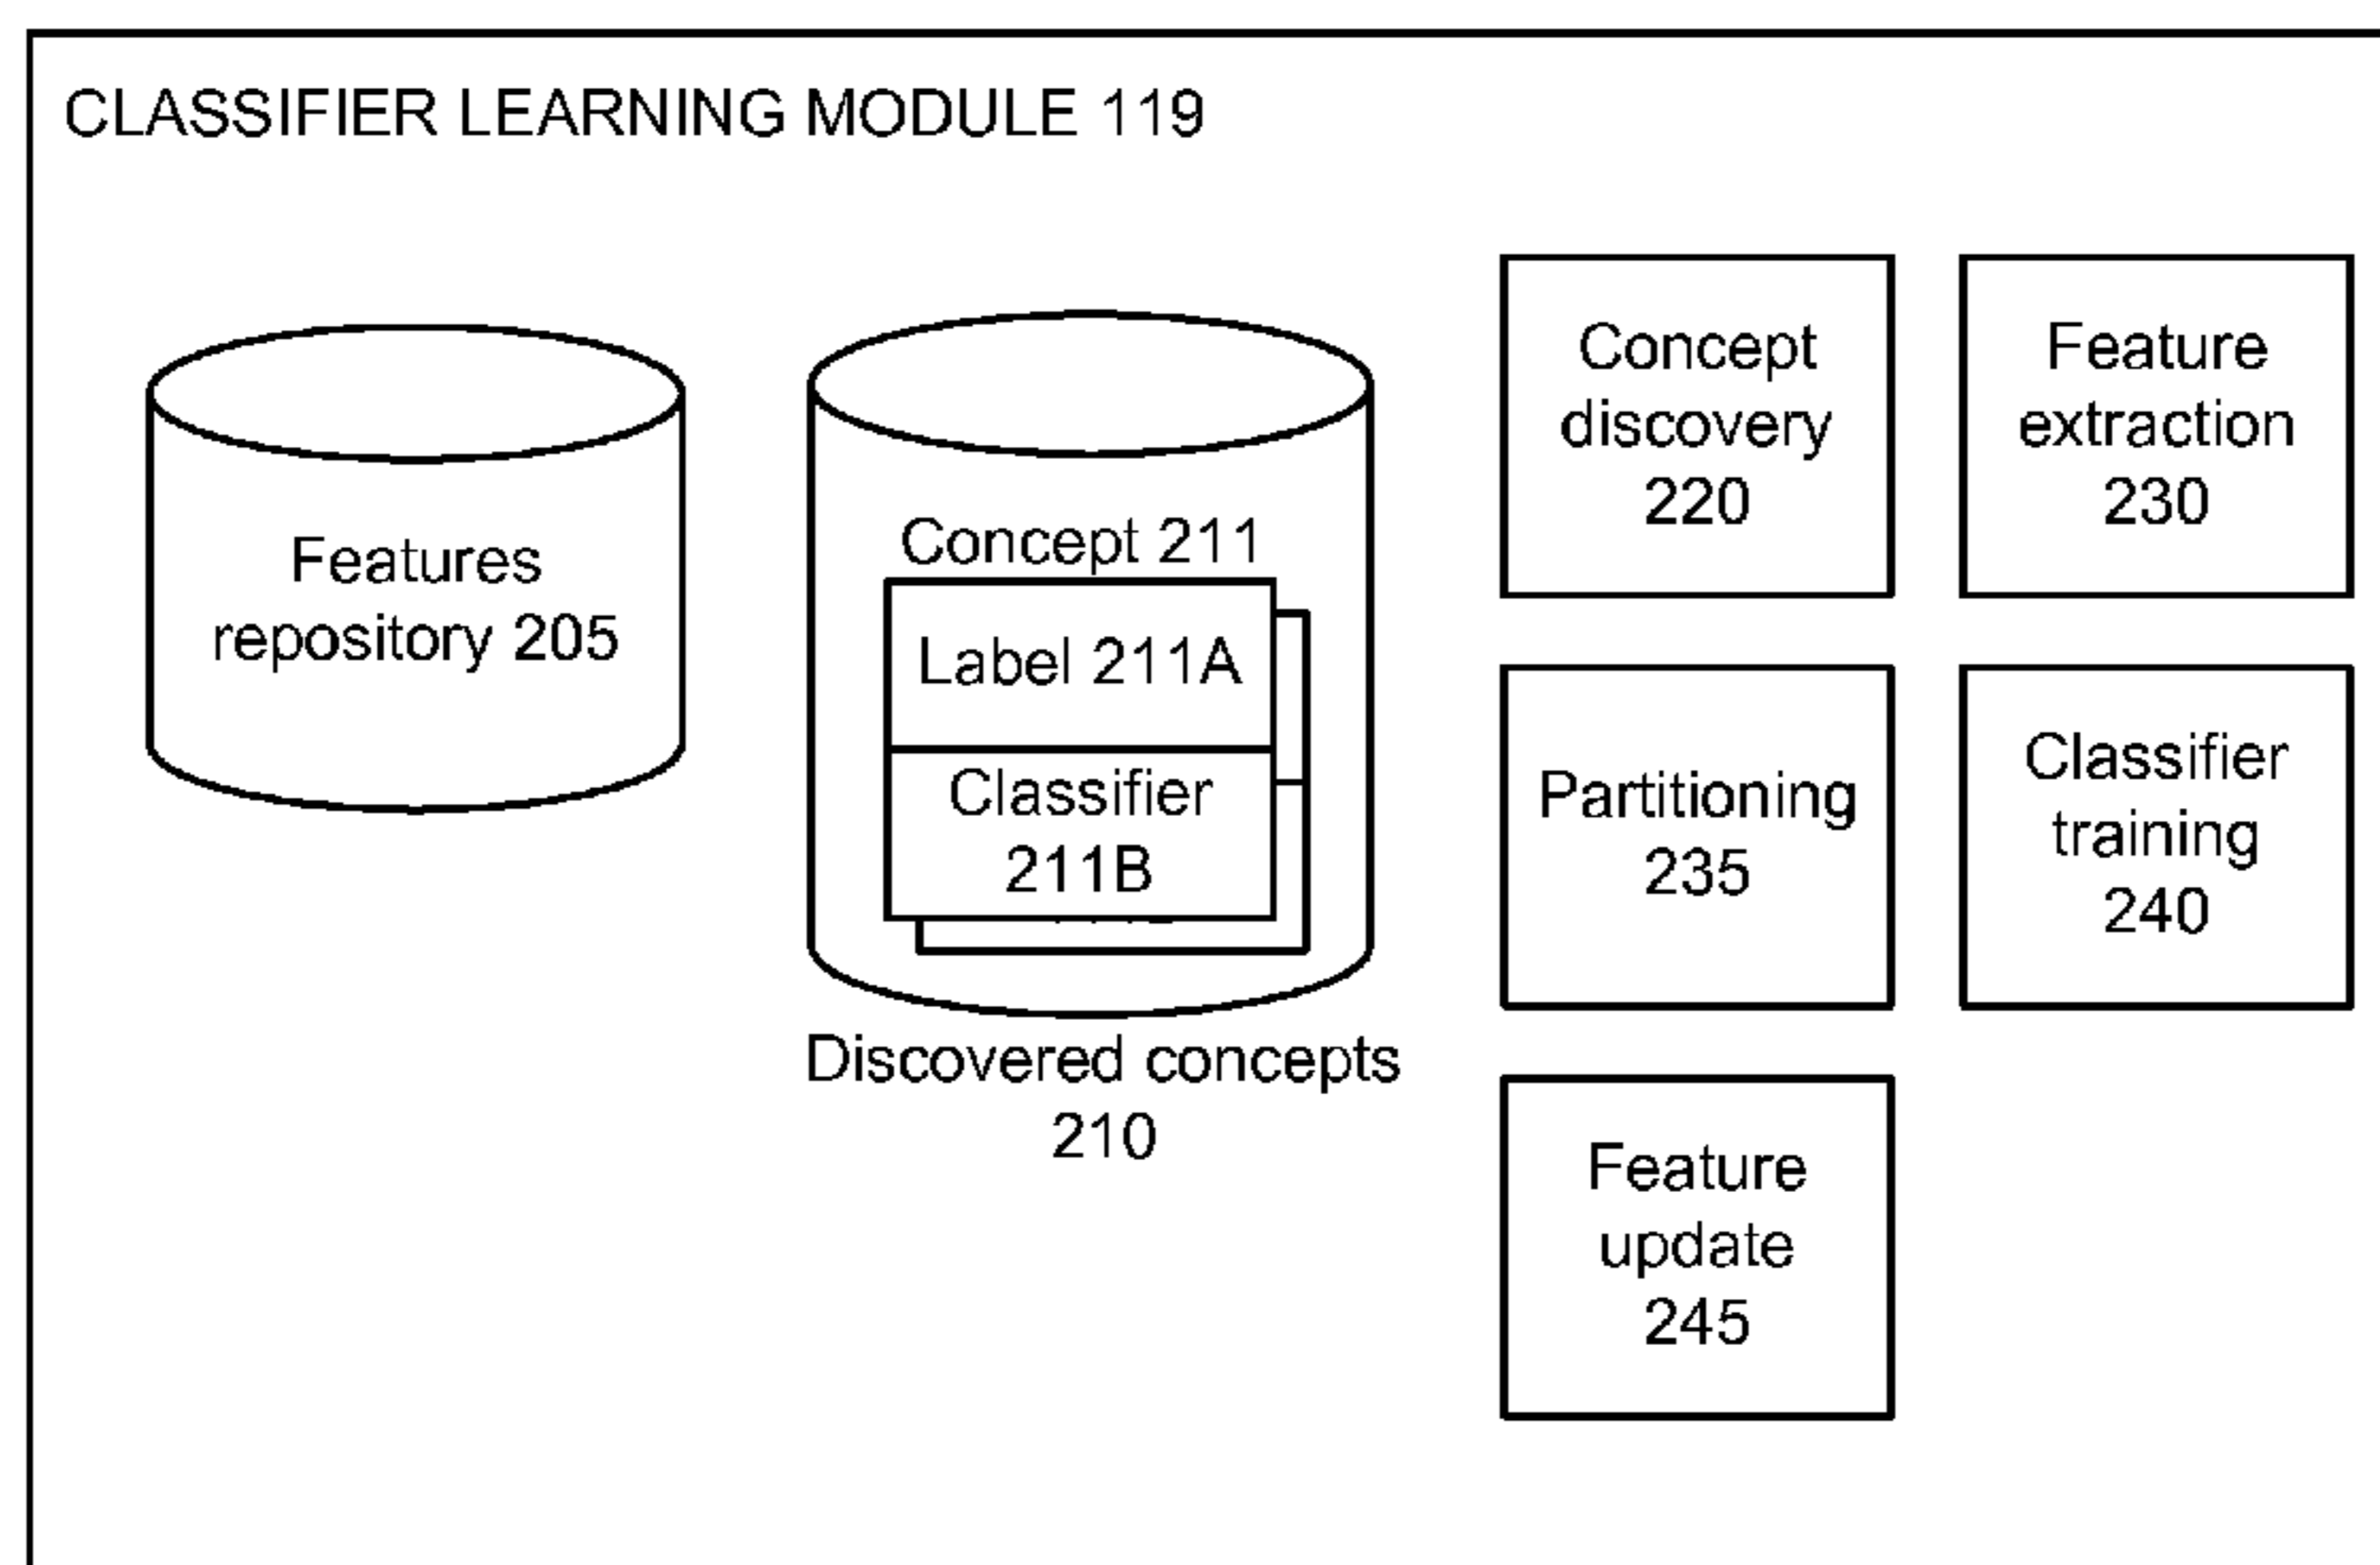 CLASSIFIER LEARNING MODULE 119
Features
repository 205
Concept 211
Label 211A
Classifier
211B
Discovered concepts
210
Concept
discovery
220
Feature
extraction
230
Partitioning
235
Classifier
training
240
Feature
update
245